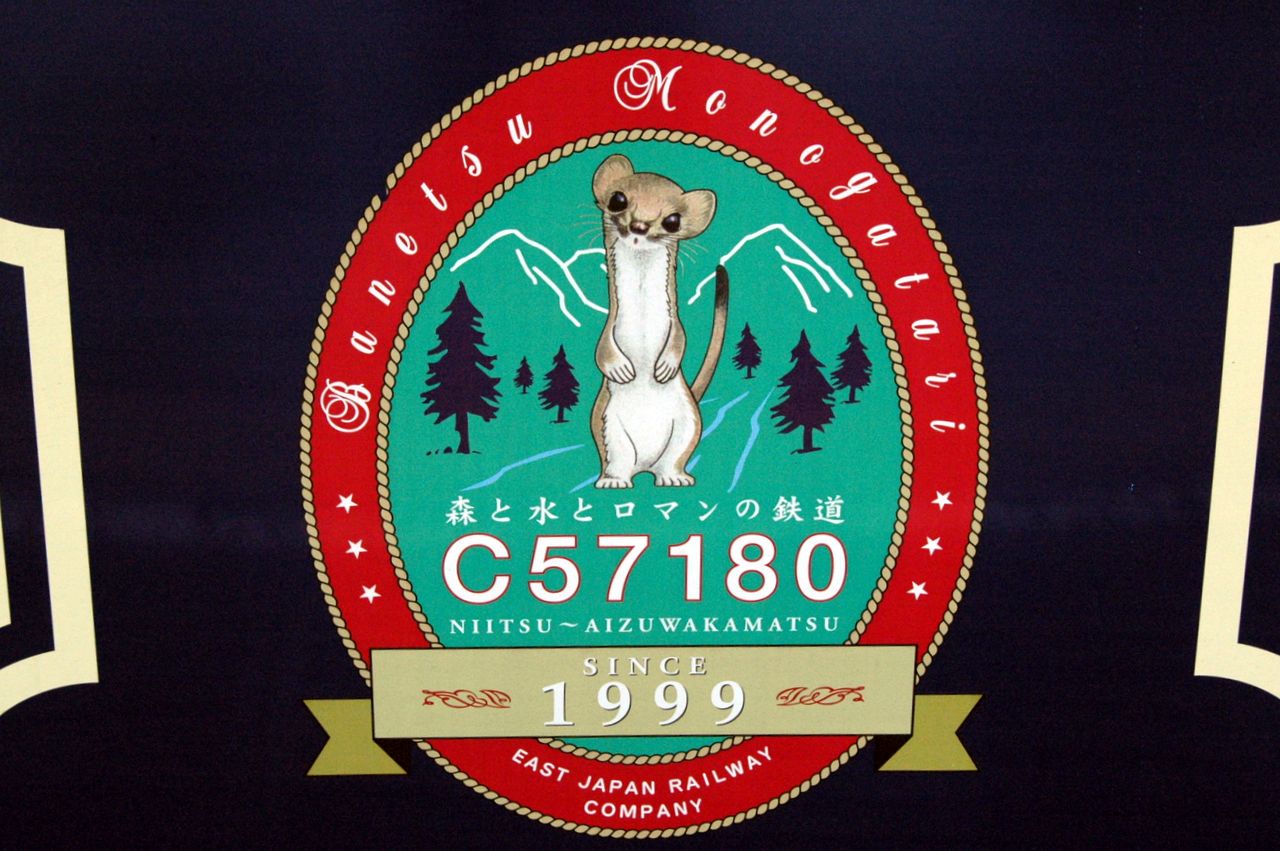 Banetsu Monogatari
森と水とロマンの鉄道
C57180
NIITSU~AIZUWAKAMATSU
SINCE
1999
EAST JAPAN RAILWAY
COMPANY